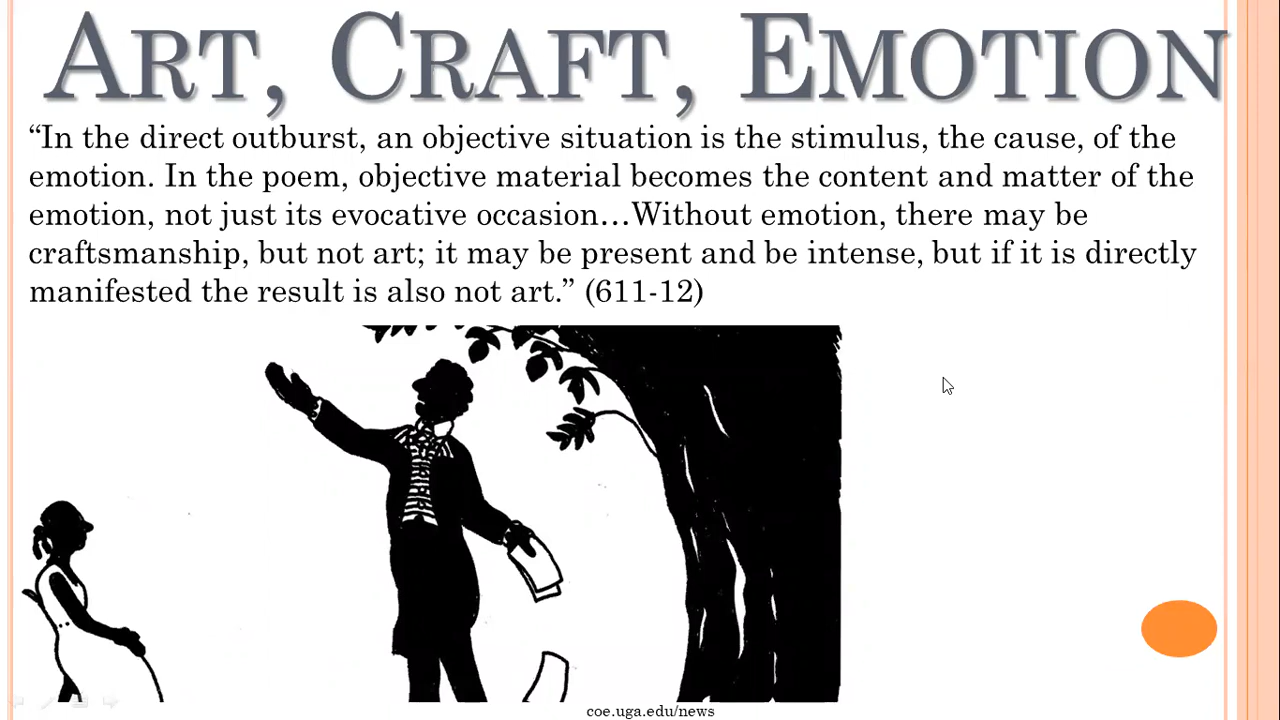 ART, CRAFT, EMOTION
“In the direct outburst, an objective situation is the stimulus, the cause, of the
emotion. In the poem, objective material becomes the content and matter of the
emotion, not just its evocative occasion…Without emotion, there may be
craftsmanship, but not art; it may be present and be intense, but if it is directly
manifested the result is also not art.” (611-12)
coe.uga.edu/news